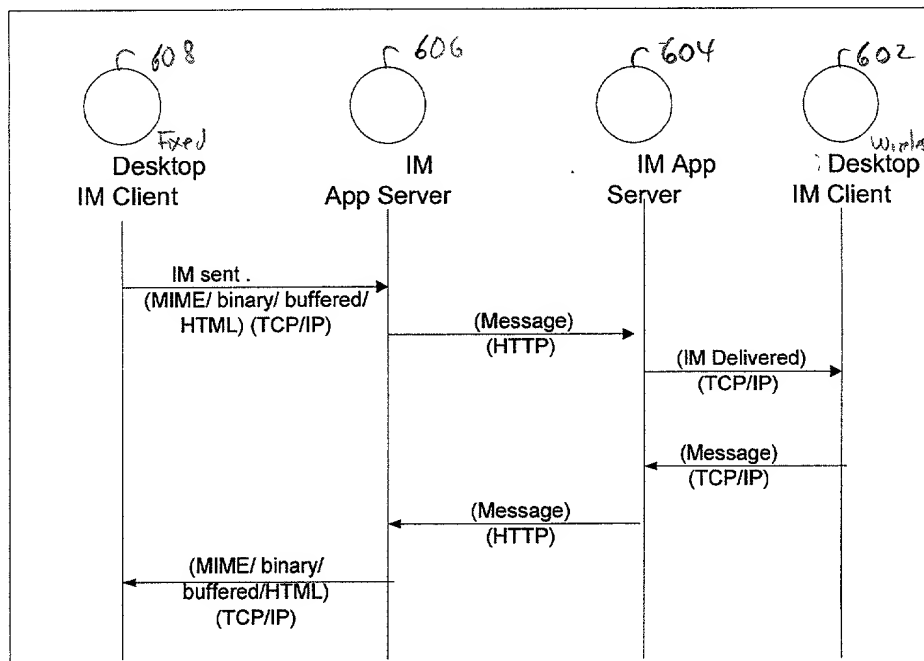 608
606
604
602
Fixed
Desktop
IM Client
IM
App Server
IM App
Server
Desktop
IM Client
IM sent .
(MIME/ binary/ buffered/
HTML) (TCP/IP)
(Message)
(HTTP)
(IM Delivered)
(TCP/IP)
(Message)
(TCP/IP)
(Message)
(HTTP)
(MIME/ binary/
buffered/HTML)
(TCP/IP)